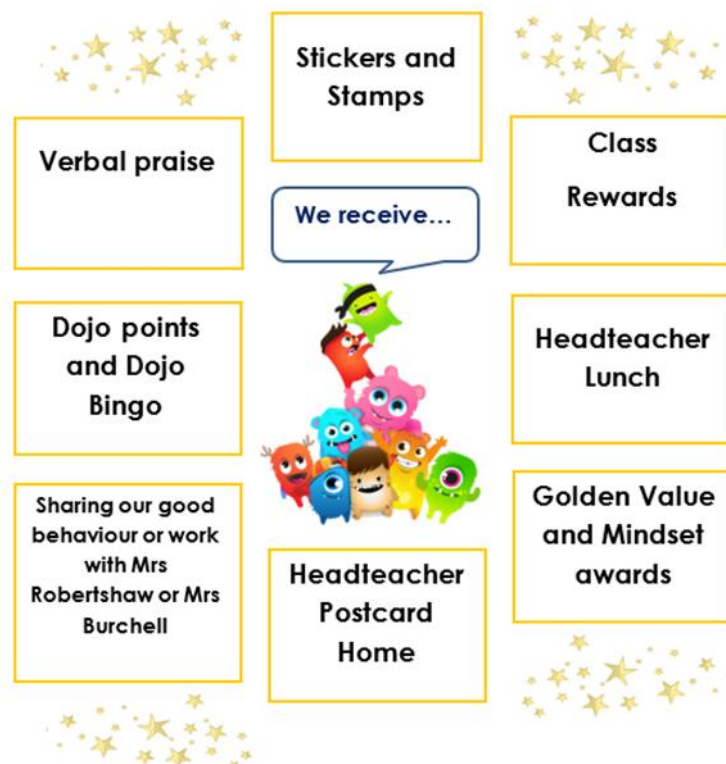 Stickers and
Stamps
Verbal praise
Class
Rewards
We receive...
Dojo points
and Dojo
Bingo
Headteacher
Lunch
Sharing our good
behaviour or work
with Mrs
Robertshaw or Mrs
Burchell
Headteacher
Postcard
Home
Golden Value
and Mindset
awards